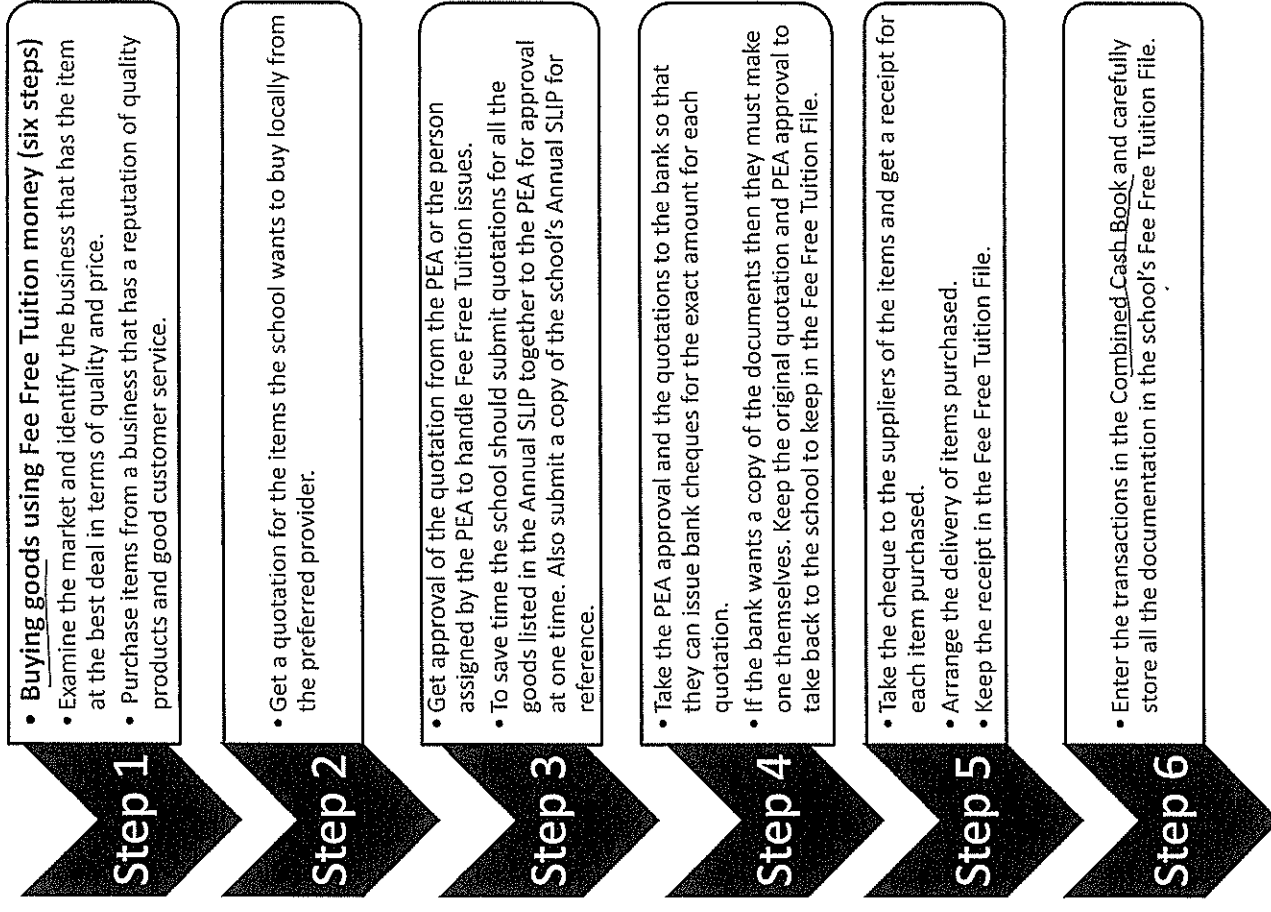 Step 1
• Buying goods using Fee Free Tuition money (six steps)
• Examine the market and identify the business that has the item
at the best deal in terms of quality and price.
• Purchase items from a business that has a reputation of quality
products and good customer service.
Step 2
• Get a quotation for the items the school wants to buy locally from
the preferred provider.
Step 3
• Get approval of the quotation from the PEA or the person
assigned by the PEA to handle Fee Free Tuition issues.
• To save time the school should submit quotations for all the
goods listed in the Annual SLIP together to the PEA for approval
at one time. Also submit a copy of the school's Annual SLIP for
reference.
Step 4
• Take the PEA approval and the quotations to the bank so that
they can issue bank cheques for the exact amount for each
quotation.
• If the bank wants a copy of the documents then they must make
one themselves. Keep the original quotation and PEA approval to
take back to the school to keep in the Fee Free Tuition File.
Step 5
• Take the cheque to the suppliers of the items and get a receipt for
each item purchased.
• Arrange the delivery of items purchased.
• Keep the receipt in the Fee Free Tuition File.
Step 6
• Enter the transactions in the Combined Cash Book and carefully
store all the documentation in the school's Fee Free Tuition File.